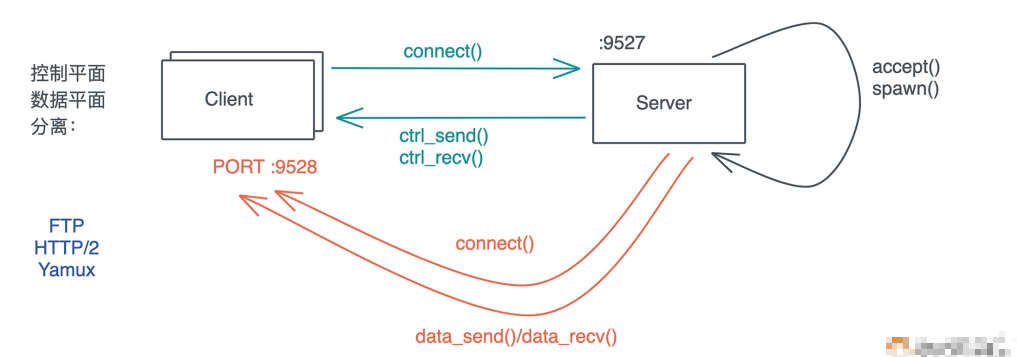 控制平面
数据平面
分离：
Client
PORT :9528
connect()
ctrl_send()
ctrl_recv()
:9527
Server
accept()
spawn()
connect()
data_send()/data_recv()
FTP
HTTP/2
Yamux